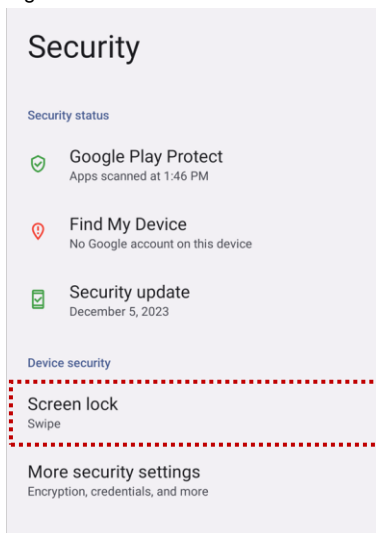 Security
Security status
Google Play Protect
Apps scanned at 1:46 PM
Find My Device
No Google account on this device
Security update
December 5, 2023
Device security
Screen lock
Swipe
More security settings
Encryption, credentials, and more